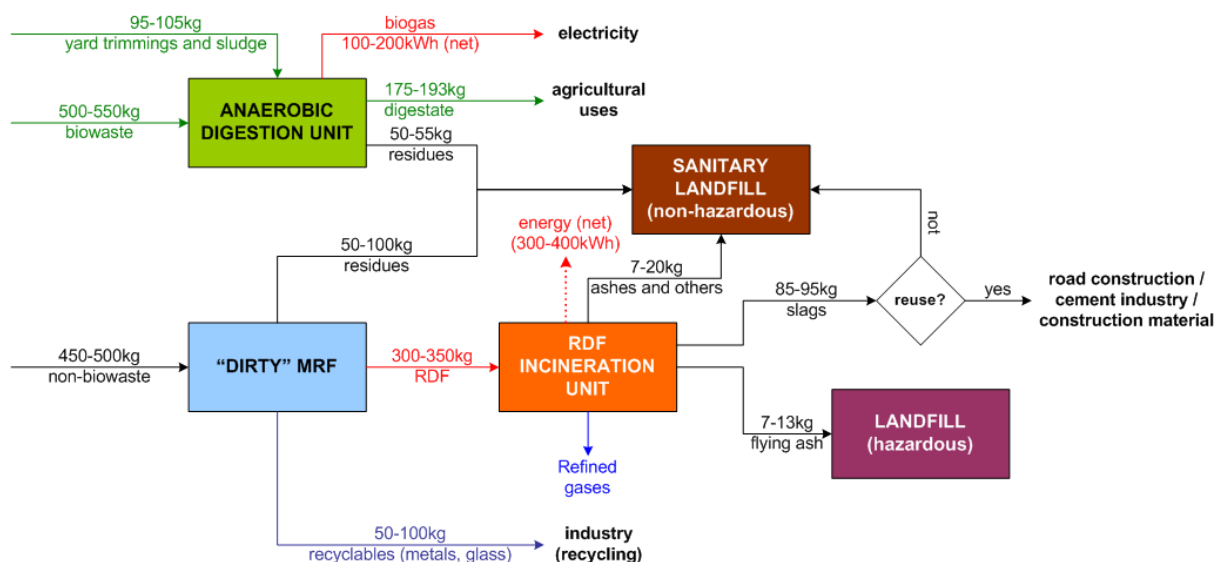 95-105kg
yard trimmings and sludge
biogas
100-200kWh (net)
electricity
500-550kg
biowaste
ANAEROBIC
DIGESTION UNIT
175-193kg
digestate
agricultural
uses
50-55kg
residues
SANITARY
LANDFILL
(non-hazardous)
not
energy (net)
(300-400kWh)
50-100kg
residues
7-20kg
ashes and others
85-95kg
slags
reuse?
yes
road construction /
cement industry /
construction material
450-500kg
non-biowaste
“DIRTY” MRF
300-350kg
RDF
RDF
INCINERATION
UNIT
7-13kg
flying ash
LANDFILL
(hazardous)
Refined
gases
50-100kg
recyclables (metals, glass)
industry
(recycling)